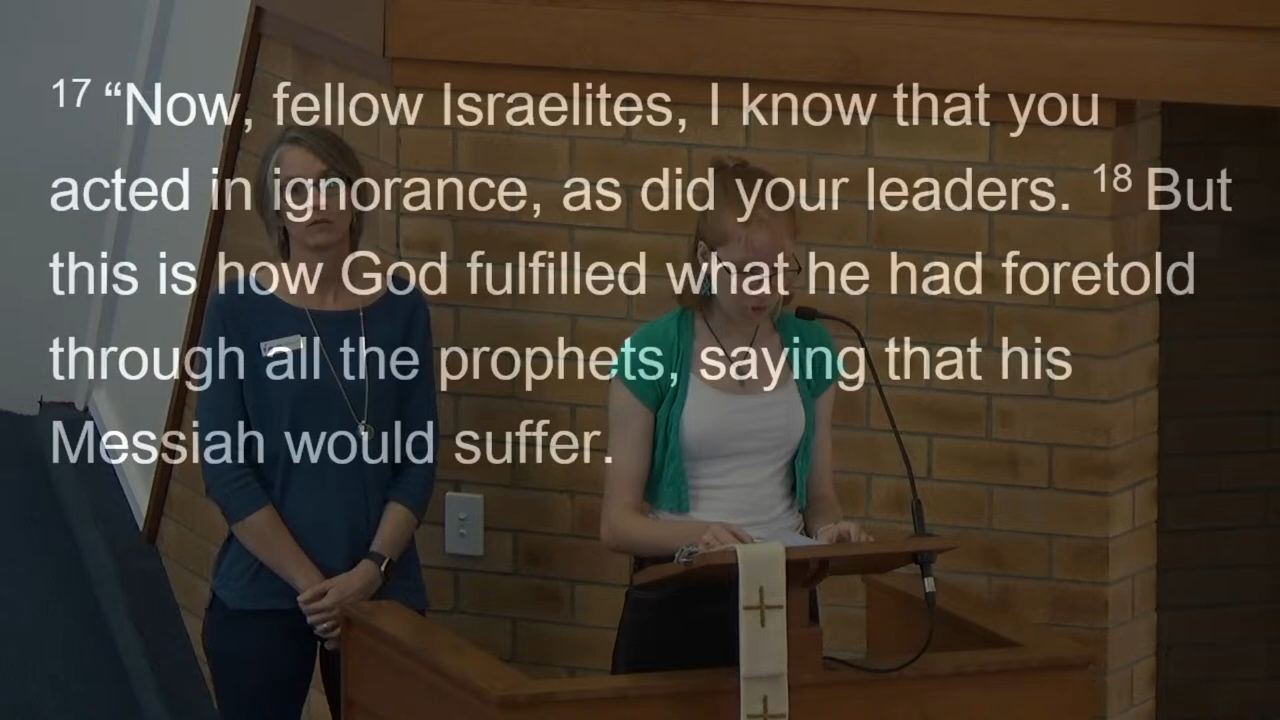 17 “Now, fellow Israelites, I know that you
acted in ignorance, as did your leaders. 18 But
this is how God fulfilled what he had foretold
through all the prophets, saying that his
Messiah would suffer.